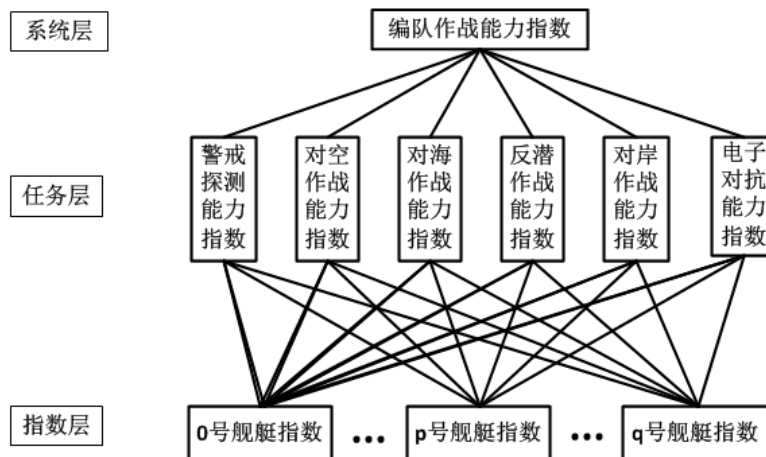 系统层
编队作战能力指数
任务层
警戒
探测
能力
指数
对空
作战
能力
指数
对海
作战
能力
指数
反潜
作战
能力
指数
对岸
作战
能力
指数
电子
对抗
能力
指数
指数层
0号舰艇指数
...
p号舰艇指数
...
q号舰艇指数